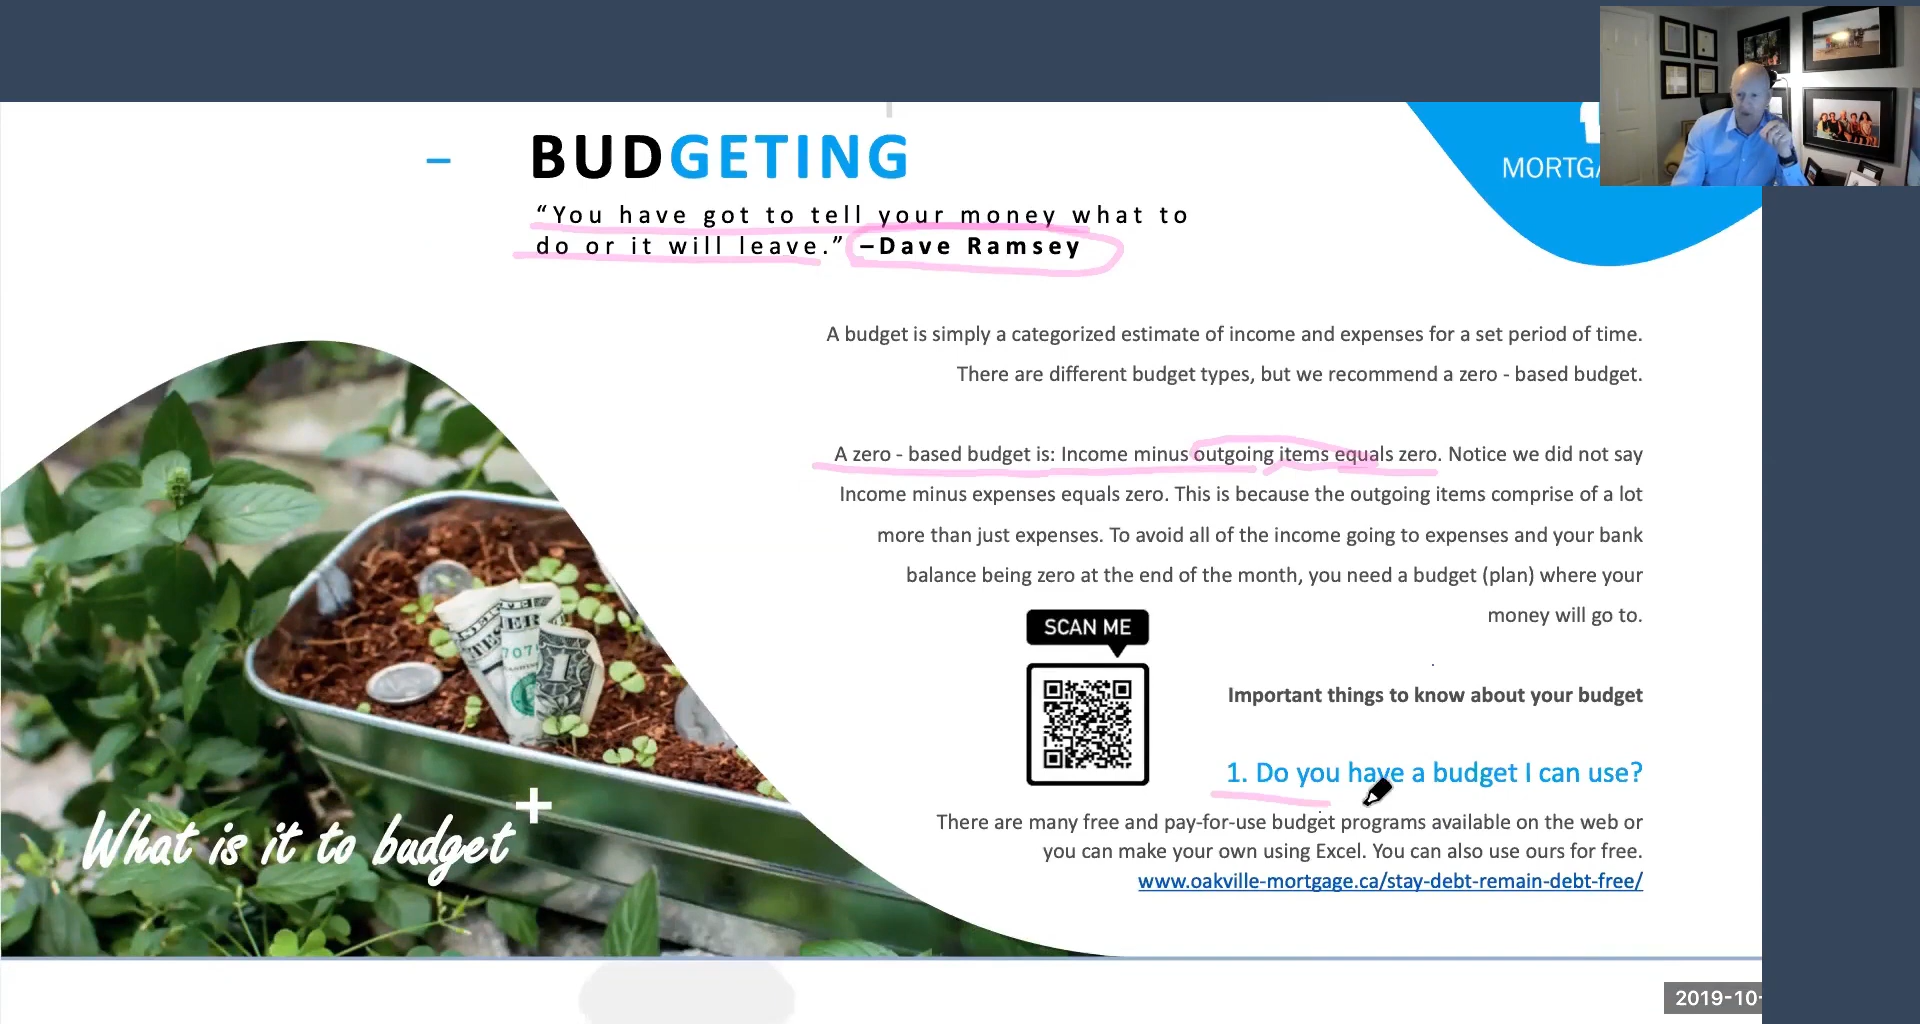 MORTGA
BUDGETING
“You have got to tell your money what to
do or it will leave.” –Dave Ramsey
A budget is simply a categorized estimate of income and expenses for a set period of time.
There are different budget types, but we recommend a zero - based budget.
A zero - based budget is: Income minus outgoing items equals zero. Notice we did not say
Income minus expenses equals zero. This is because the outgoing items comprise of a lot
more than just expenses. To avoid all of the income going to expenses and your bank
balance being zero at the end of the month, you need a budget (plan) where your
money will go to.
SCAN ME
Important things to know about your budget
1. Do you have a budget I can use?
There are many free and pay-for-use budget programs available on the web or
you can make your own using Excel. You can also use ours for free.
www.oakville-mortgage.ca/stay-debt-remain-debt-free/
What is it to budget
2019-10-